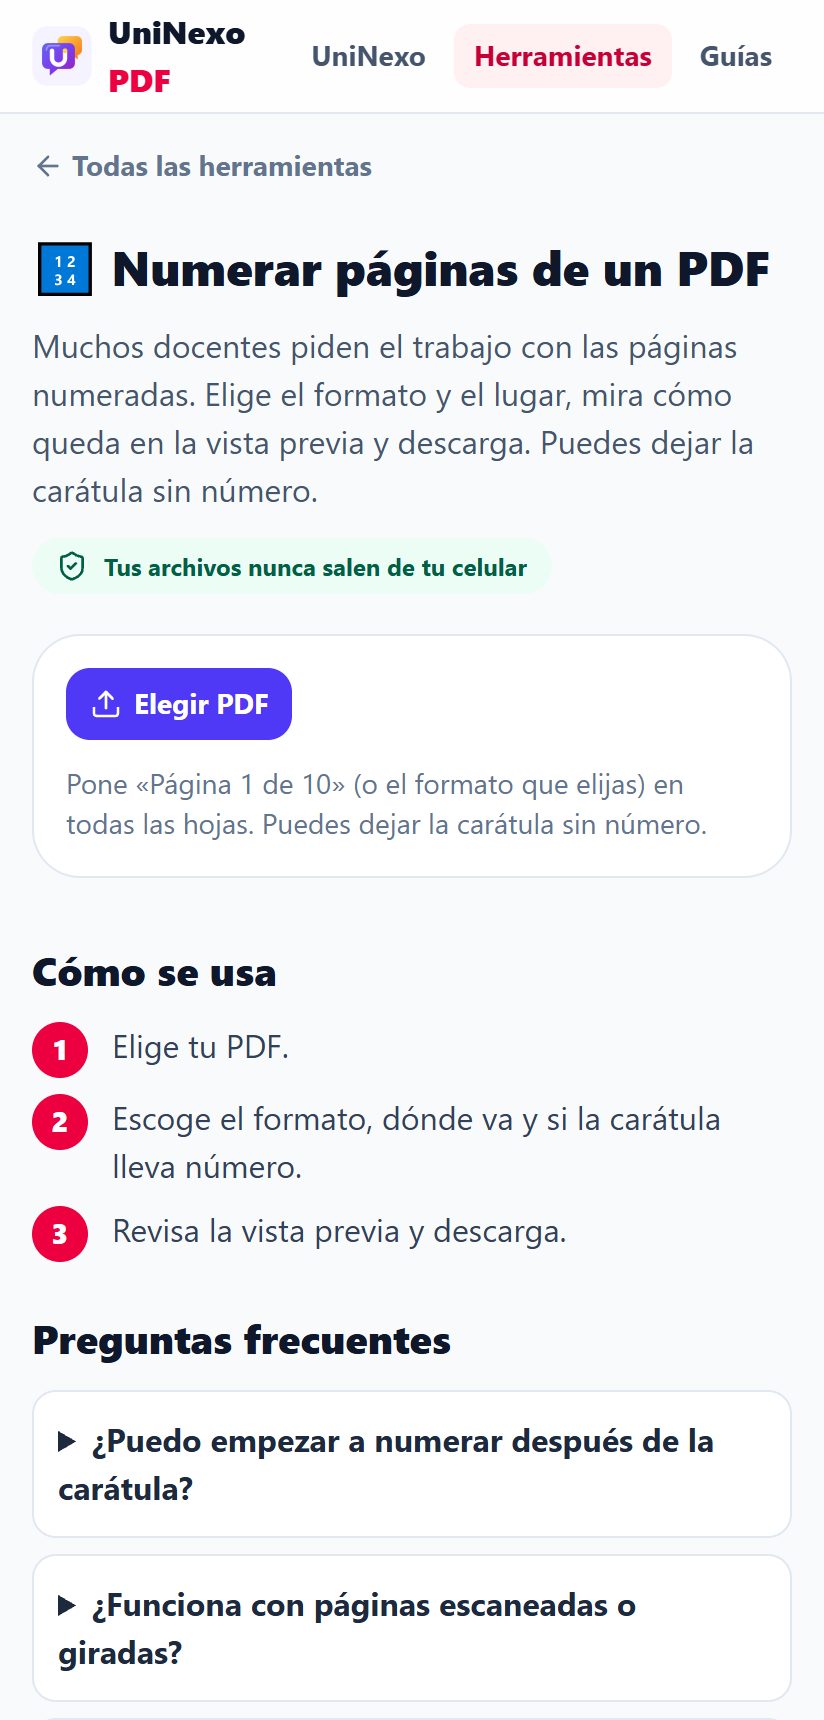 UniNexo
PDF
UniNexo
Herramientas
Guías
← Todas las herramientas
1 2
3 4
Numerar páginas de un PDF
Muchos docentes piden el trabajo con las páginas
numeradas. Elige el formato y el lugar, mira cómo
queda en la vista previa y descarga. Puedes dejar la
carátula sin número.
Tus archivos nunca salen de tu celular
Elegir PDF
Pone «Página 1 de 10» (o el formato que elijas) en
todas las hojas. Puedes dejar la carátula sin número.
Cómo se usa
1 Elige tu PDF.
2 Escoge el formato, dónde va y si la carátula
lleva número.
3 Revisa la vista previa y descarga.
Preguntas frecuentes
¿Puedo empezar a numerar después de la
carátula?
¿Funciona con páginas escaneadas o
giradas?